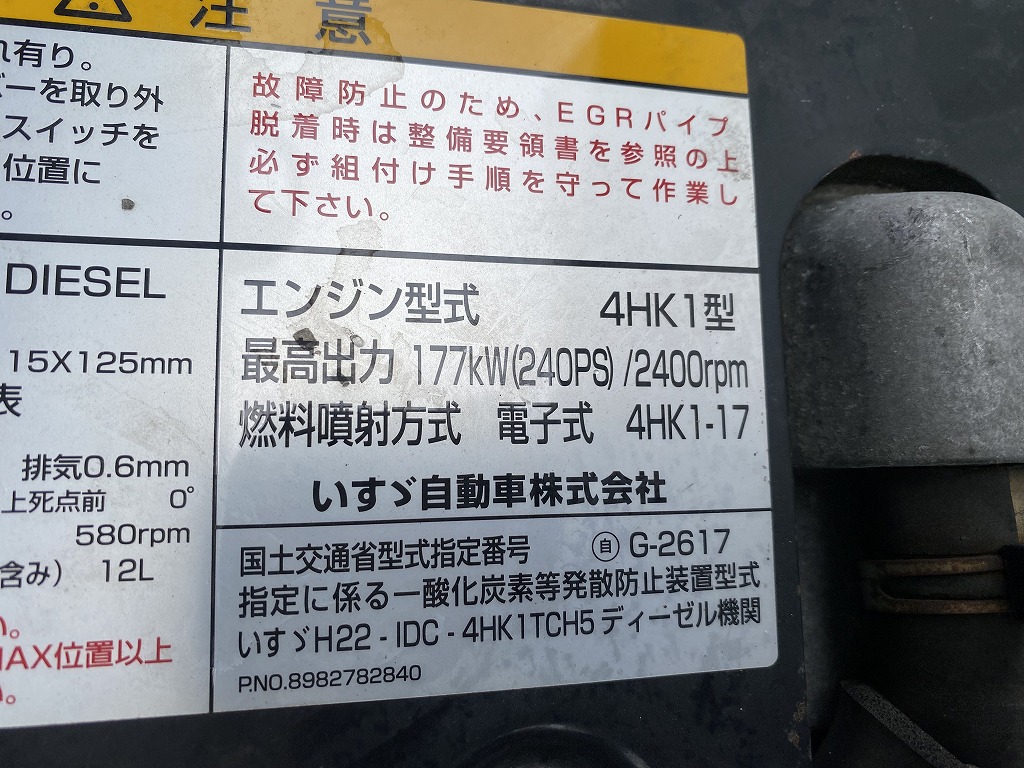 注意
れ有り。
バーを取り外
スイッチを
位置に
。
故障防止のため、EGRパイプ
脱着時は整備要領書を参照の上
必ず組付け手順を守って作業し
て下さい。
DIESEL
15X125mm
表
排気0.6mm
上死点前 0°
580rpm
含み) 12L
い。
MAX位置以上
い。
エンジン型式 4HK1型
最高出力 177kW(240PS) /2400rpm
燃料噴射方式 電子式 4HK1-17
いすゞ自動車株式会社
国土交通省型式指定番号 ㊂自 G-2617
指定に係る一酸化炭素等発散防止装置型式
いすゞH22 - IDC - 4HK1TCH5 ディーゼル機関
P.NO.8982782840